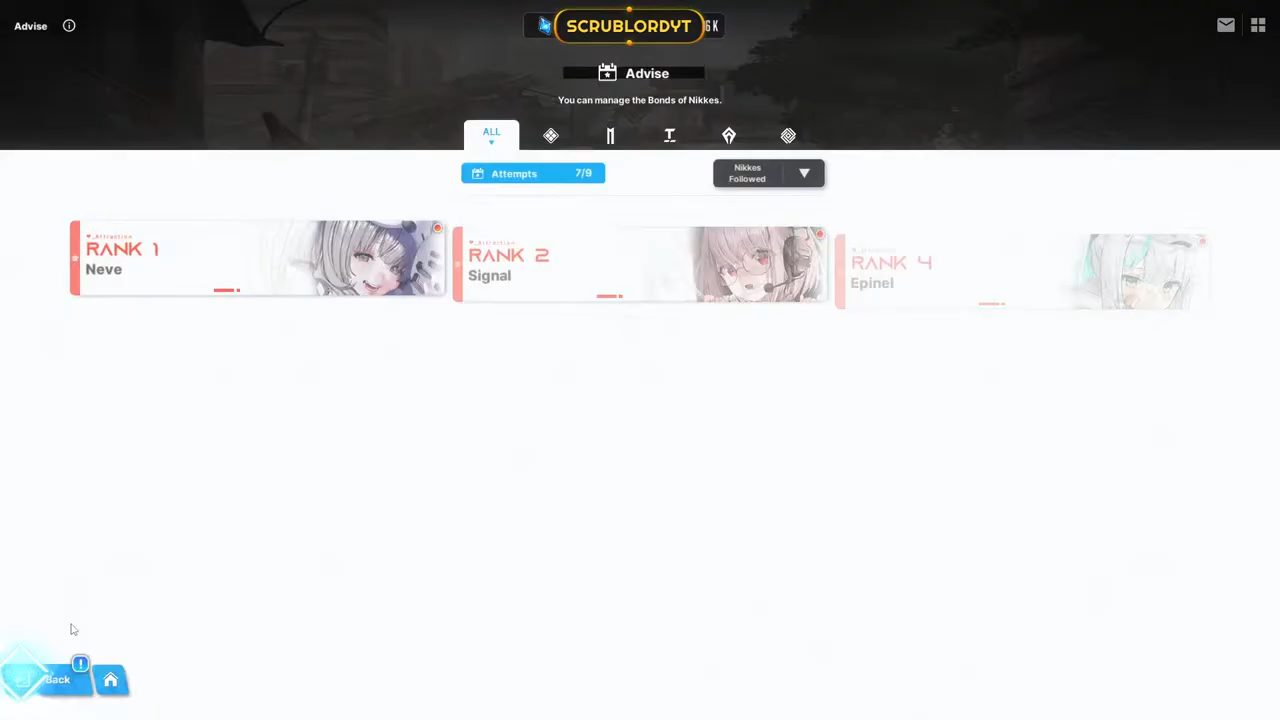 Advise
SCRUBLORDYT
6K
Advise
You can manage the Bonds of Nikkes.
ALL
Attempts 7/9
Nikkes
Followed
Attraction
RANK 1
Neve
Attraction
RANK 2
Signal
RANK 4
Epinel
Back